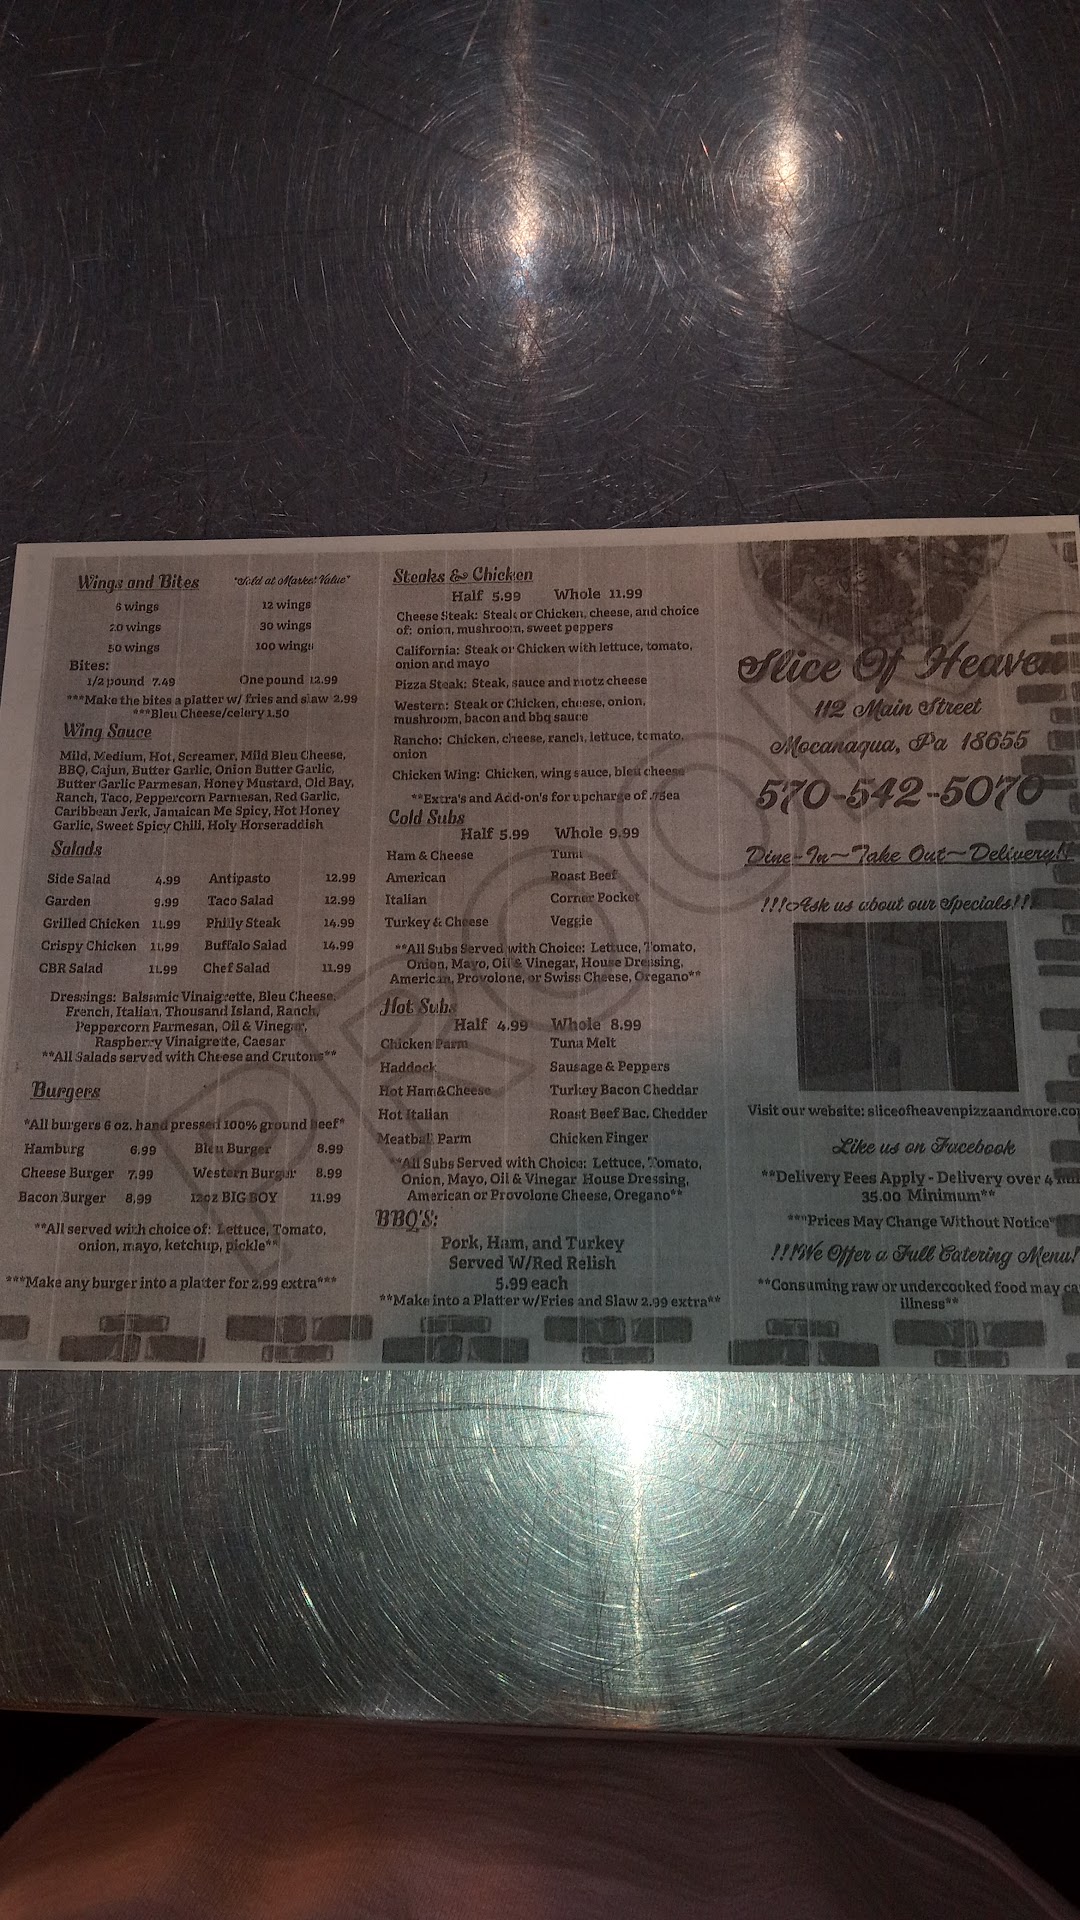 Wings and Bites
"Sold at Market Value"
5 wings 12 wings
20 wings 30 wings
50 wings 100 wings
Bites:
1/2 pound 7.49 One pound 12.99
***Make the bites a platter w/ fries and slaw 2.99
***Bleu Cheese/celery 1.50
Wing Sauce
Mild, Medium, Hot, Screamer, Mild Bleu Cheese,
BBQ, Cajun, Butter Garlic, Onion Butter Garlic,
Butter Garlic Parmesan, Honey Mustard, Old Bay,
Ranch, Taco, Peppercorn Parmesan, Red Garlic,
Caribbean Jerk, Jamaican Me Spicy, Hot Honey
Garlic, Sweet Spicy Chili, Holy Horseraddish
Salads
Side Salad 4.99 Antipasto 12.99
Garden 9.99 Taco Salad 12.99
Grilled Chicken 11.99 Philly Steak 14.99
Crispy Chicken 11.99 Buffalo Salad 14.99
CBR Salad 11.99 Chef Salad 11.99
Dressings: Balsamic Vinaigrette, Bleu Cheese,
French, Italian, Thousand Island, Ranch,
Peppercorn Parmesan, Oil & Vinegar,
Raspberry Vinaigrette, Caesar
**All Salads served with Cheese and Crutons**
Burgers
*All burgers 6 oz. hand pressed 100% ground beef*
Hamburg 6.99 Bleu Burger 8.99
Cheese Burger 7.99 Western Burger 8.99
Bacon Burger 8.99 12oz BIG BOY 11.99
**All served with choice of: Lettuce, Tomato,
onion, mayo, ketchup, pickle**
***Make any burger into a platter for 2.99 extra***
Steaks & Chicken
Half 5.99 Whole 11.99
Cheese Steak: Steak or Chicken, cheese, and choice
of: onion, mushroom, sweet peppers
California: Steak or Chicken with lettuce, tomato,
onion and mayo
Pizza Steak: Steak, sauce and motz cheese
Western: Steak or Chicken, cheese, onion,
mushroom, bacon and bbq sauce
Rancho: Chicken, cheese, ranch, lettuce, tomato,
onion
Chicken Wing: Chicken, wing sauce, bleu cheese
**Extra's and Add-on's for upcharge of .75ea
Cold Subs
Half 5.99 Whole 9.99
Ham & Cheese Tuna
American Roast Beef
Italian Corner Pocket
Turkey & Cheese Veggie
**All Subs Served with Choice: Lettuce, Tomato,
Onion, Mayo, Oil & Vinegar, House Dressing,
American, Provolone, or Swiss Cheese, Oregano**
Hot Subs
Half 4.99 Whole 8.99
Chicken Parm Tuna Melt
Haddock Sausage & Peppers
Hot Ham&Cheese Turkey Bacon Cheddar
Hot Italian Roast Beef Bac. Chedder
Meatball Parm Chicken Finger
**All Subs Served with Choice: Lettuce, Tomato,
Onion, Mayo, Oil & Vinegar House Dressing,
American or Provolone Cheese, Oregano**
BBQ'S:
Pork, Ham, and Turkey
Served W/Red Relish
5.99 each
**Make into a Platter w/Fries and Slaw 2.99 extra**
Slice Of Heaven
112 Main Street
Mocanaqua, Pa 18655
570-542-5070
Dine-In~Take Out~Delivery!!
!!!Ask us about our Specials!!!
Visit our website: sliceofheavenpizzaandmore.com
Like us on Facebook
**Delivery Fees Apply - Delivery over 4
35.00 Minimum**
***Prices May Change Without Notice*
!!!We Offer a Full Catering Menu!
**Consuming raw or undercooked food may
illness**
PROOF